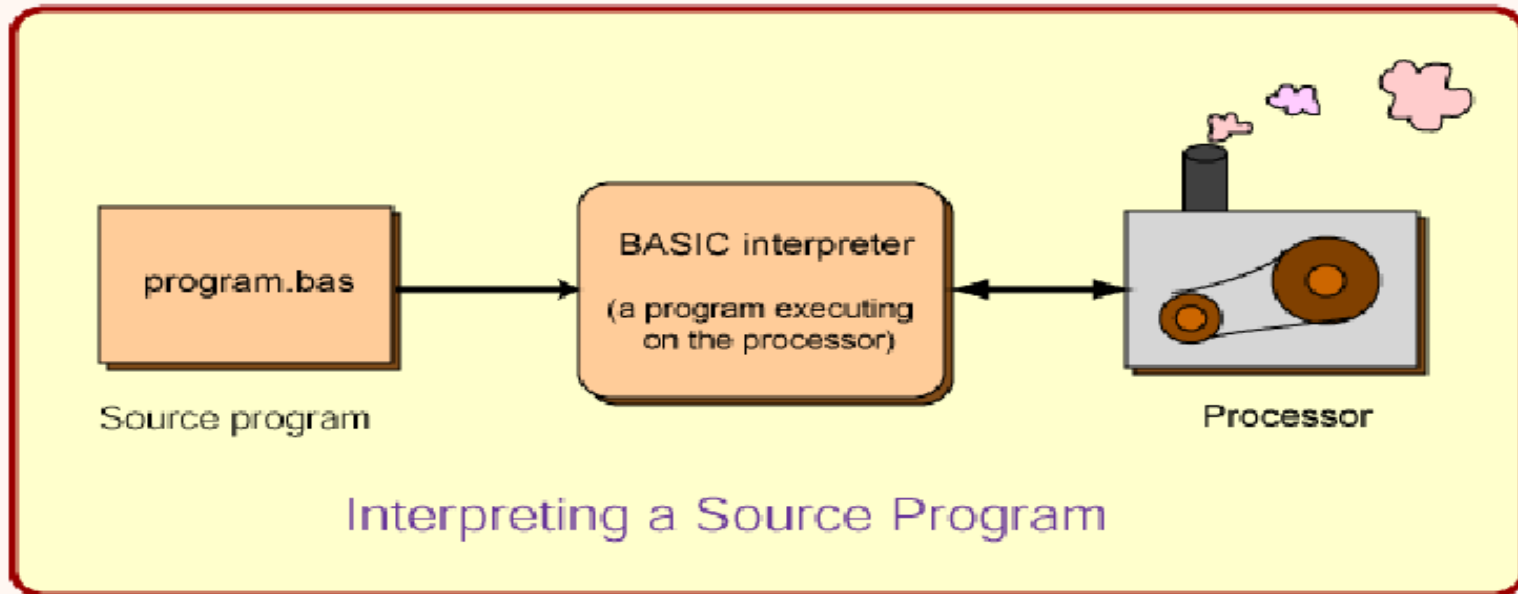 program.bas
Source program
BASIC interpreter
(a program executing
on the processor)
Processor
Interpreting a Source Program